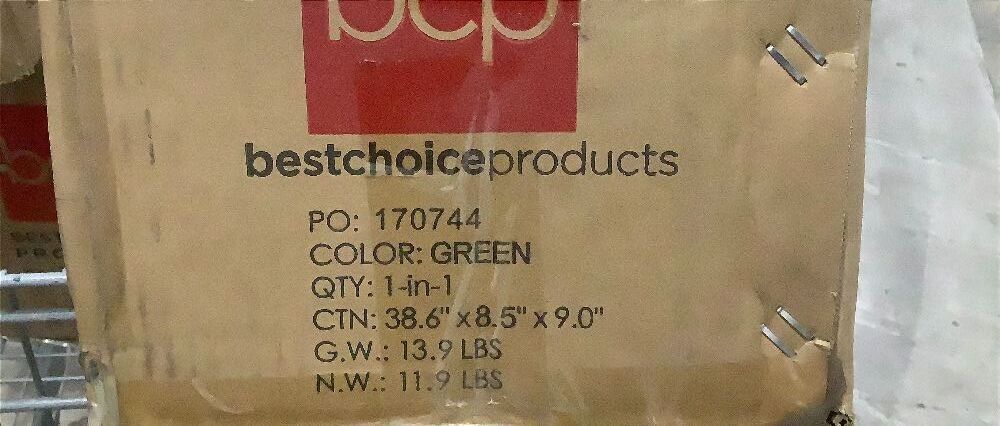 bcp
bestchoiceproducts
PO: 170744
COLOR: GREEN
QTY: 1-in-1
CTN: 38.6" x 8.5" x 9.0"
G.W.: 13.9 LBS
N.W.: 11.9 LBS